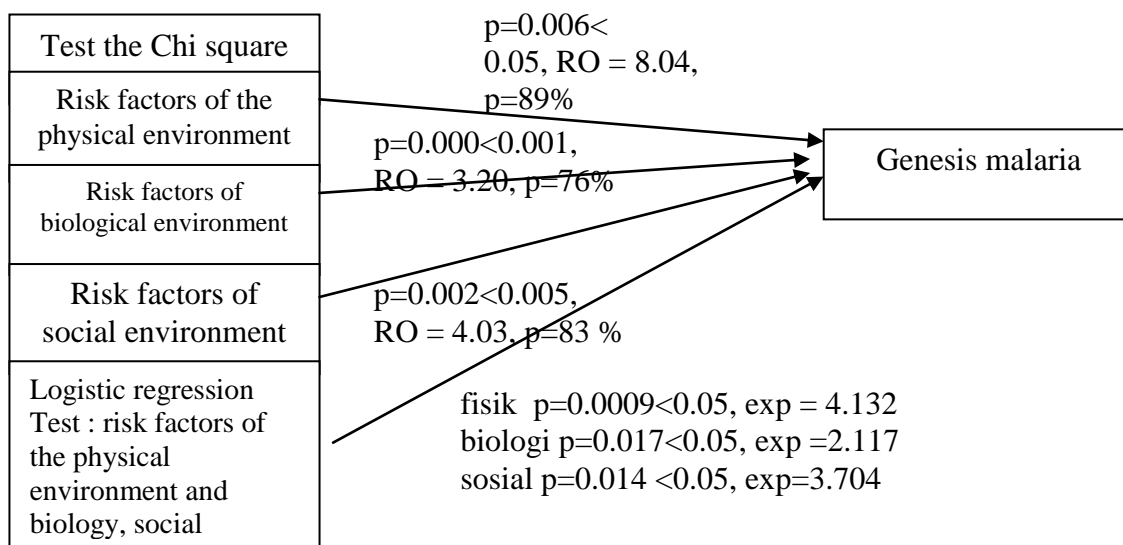 Test the Chi square
Risk factors of the
physical environment
Risk factors of
biological environment
Risk factors of
social environment
Logistic regression
Test : risk factors of
the physical
environment and
biology, social
p=0.006<
0.05, RO = 8.04,
p=89%
p=0.000<0.001,
RO = 3.20, p=76%
p=0.002<0.005,
RO = 4.03, p=83 %
fisik p=0.0009<0.05, exp = 4.132
biologi p=0.017<0.05, exp =2.117
sosial p=0.014 <0.05, exp=3.704
Genesis malaria